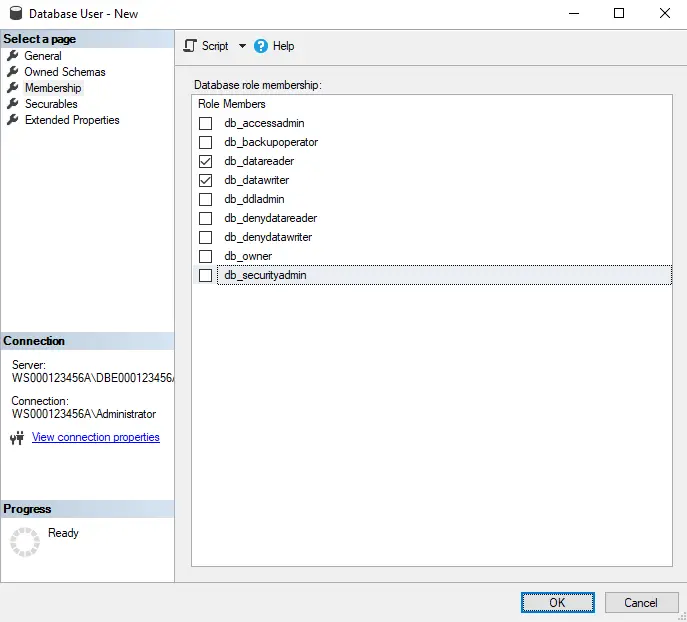 Database User - New
Select a page
General
Owned Schemas
Membership
Securables
Extended Properties
Script
Help
Database role membership:
Role Members
db_accessadmin
db_backupoperator
db_datareader
db_datawriter
db_ddladmin
db_denydatareader
db_denydatawriter
db_owner
db_securityadmin
Connection
Server:
WS000123456A\DBE000123456A
Connection:
WS000123456A\Administrator
View connection properties
Progress
Ready
OK
Cancel